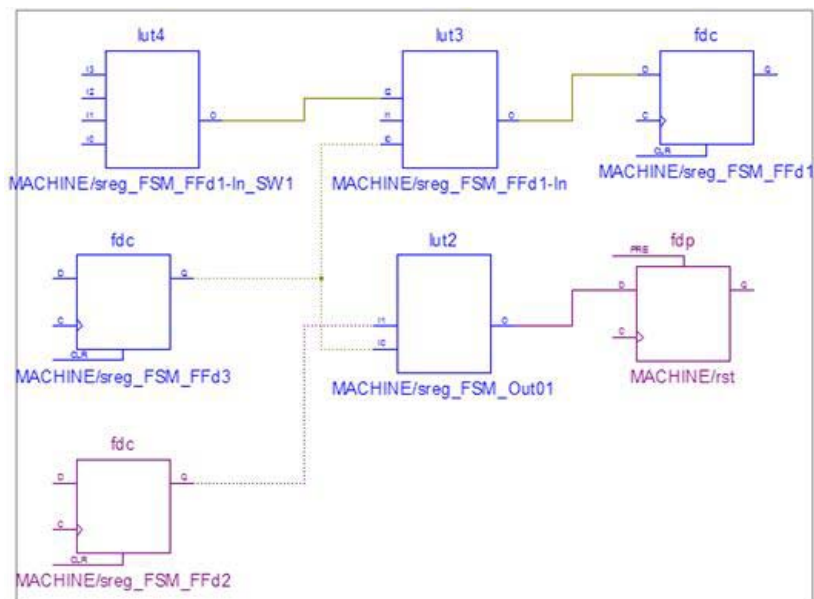 lut4
lut3
fdc
I3
I2
I1
I0
O
I2
I1
I0
O
D
Q
C
CLR
MACHINE/sreg_FSM_FFd1-In_SW1
MACHINE/sreg_FSM_FFd1-In
MACHINE/sreg_FSM_FFd1
fdc
lut2
fdp
D
Q
C
CLR
I1
I0
O
PRE
D
Q
C
MACHINE/sreg_FSM_FFd3
MACHINE/sreg_FSM_Out01
MACHINE/rst
fdc
D
Q
C
CLR
MACHINE/sreg_FSM_FFd2